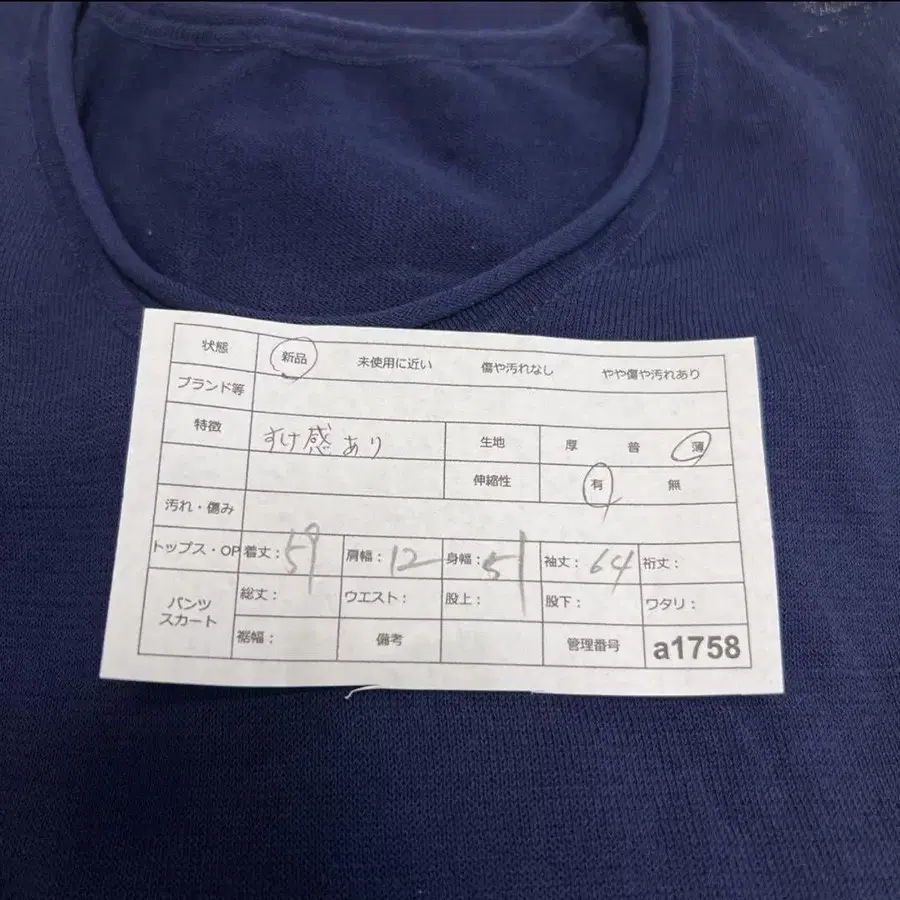 状態 新品 未使用に近い 傷や汚れなし やや傷や汚れあり
ブランド等
特徴 すけ感あり 生地 厚 普 薄
伸縮性 有 無
汚れ・傷み
トップス・OP 着丈：59 肩幅：12 身幅：51 袖丈：64 裄丈：
パンツ
スカート
総丈： ウエスト： 股上： 股下： ワタリ：
裾幅： 備考 管理番号 a1758